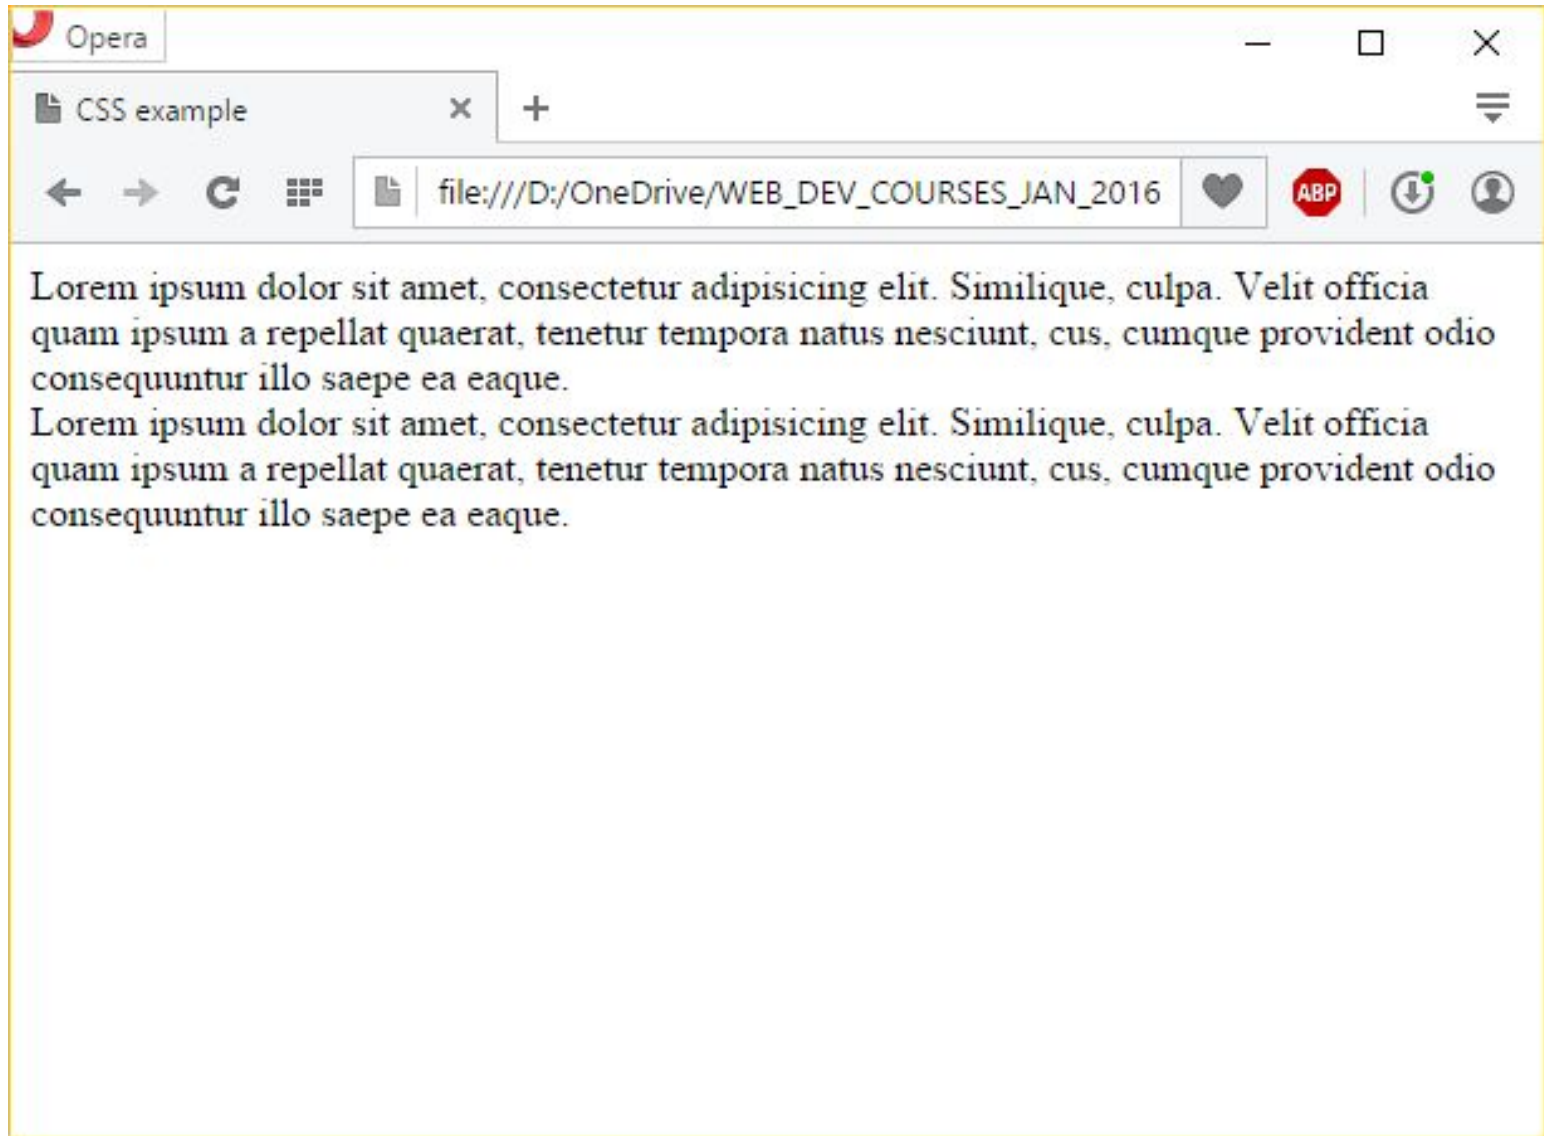 Opera
CSS example
file:///D:/OneDrive/WEB_DEV_COURSES_JAN_2016
ABP
Lorem ipsum dolor sit amet, consectetur adipisicing elit. Similique, culpa. Velit officia
quam ipsum a repellat quaerat, tenetur tempora natus nesciunt, cus, cumque provident odio
consequuntur illo saepe ea eaque.
Lorem ipsum dolor sit amet, consectetur adipisicing elit. Similique, culpa. Velit officia
quam ipsum a repellat quaerat, tenetur tempora natus nesciunt, cus, cumque provident odio
consequuntur illo saepe ea eaque.